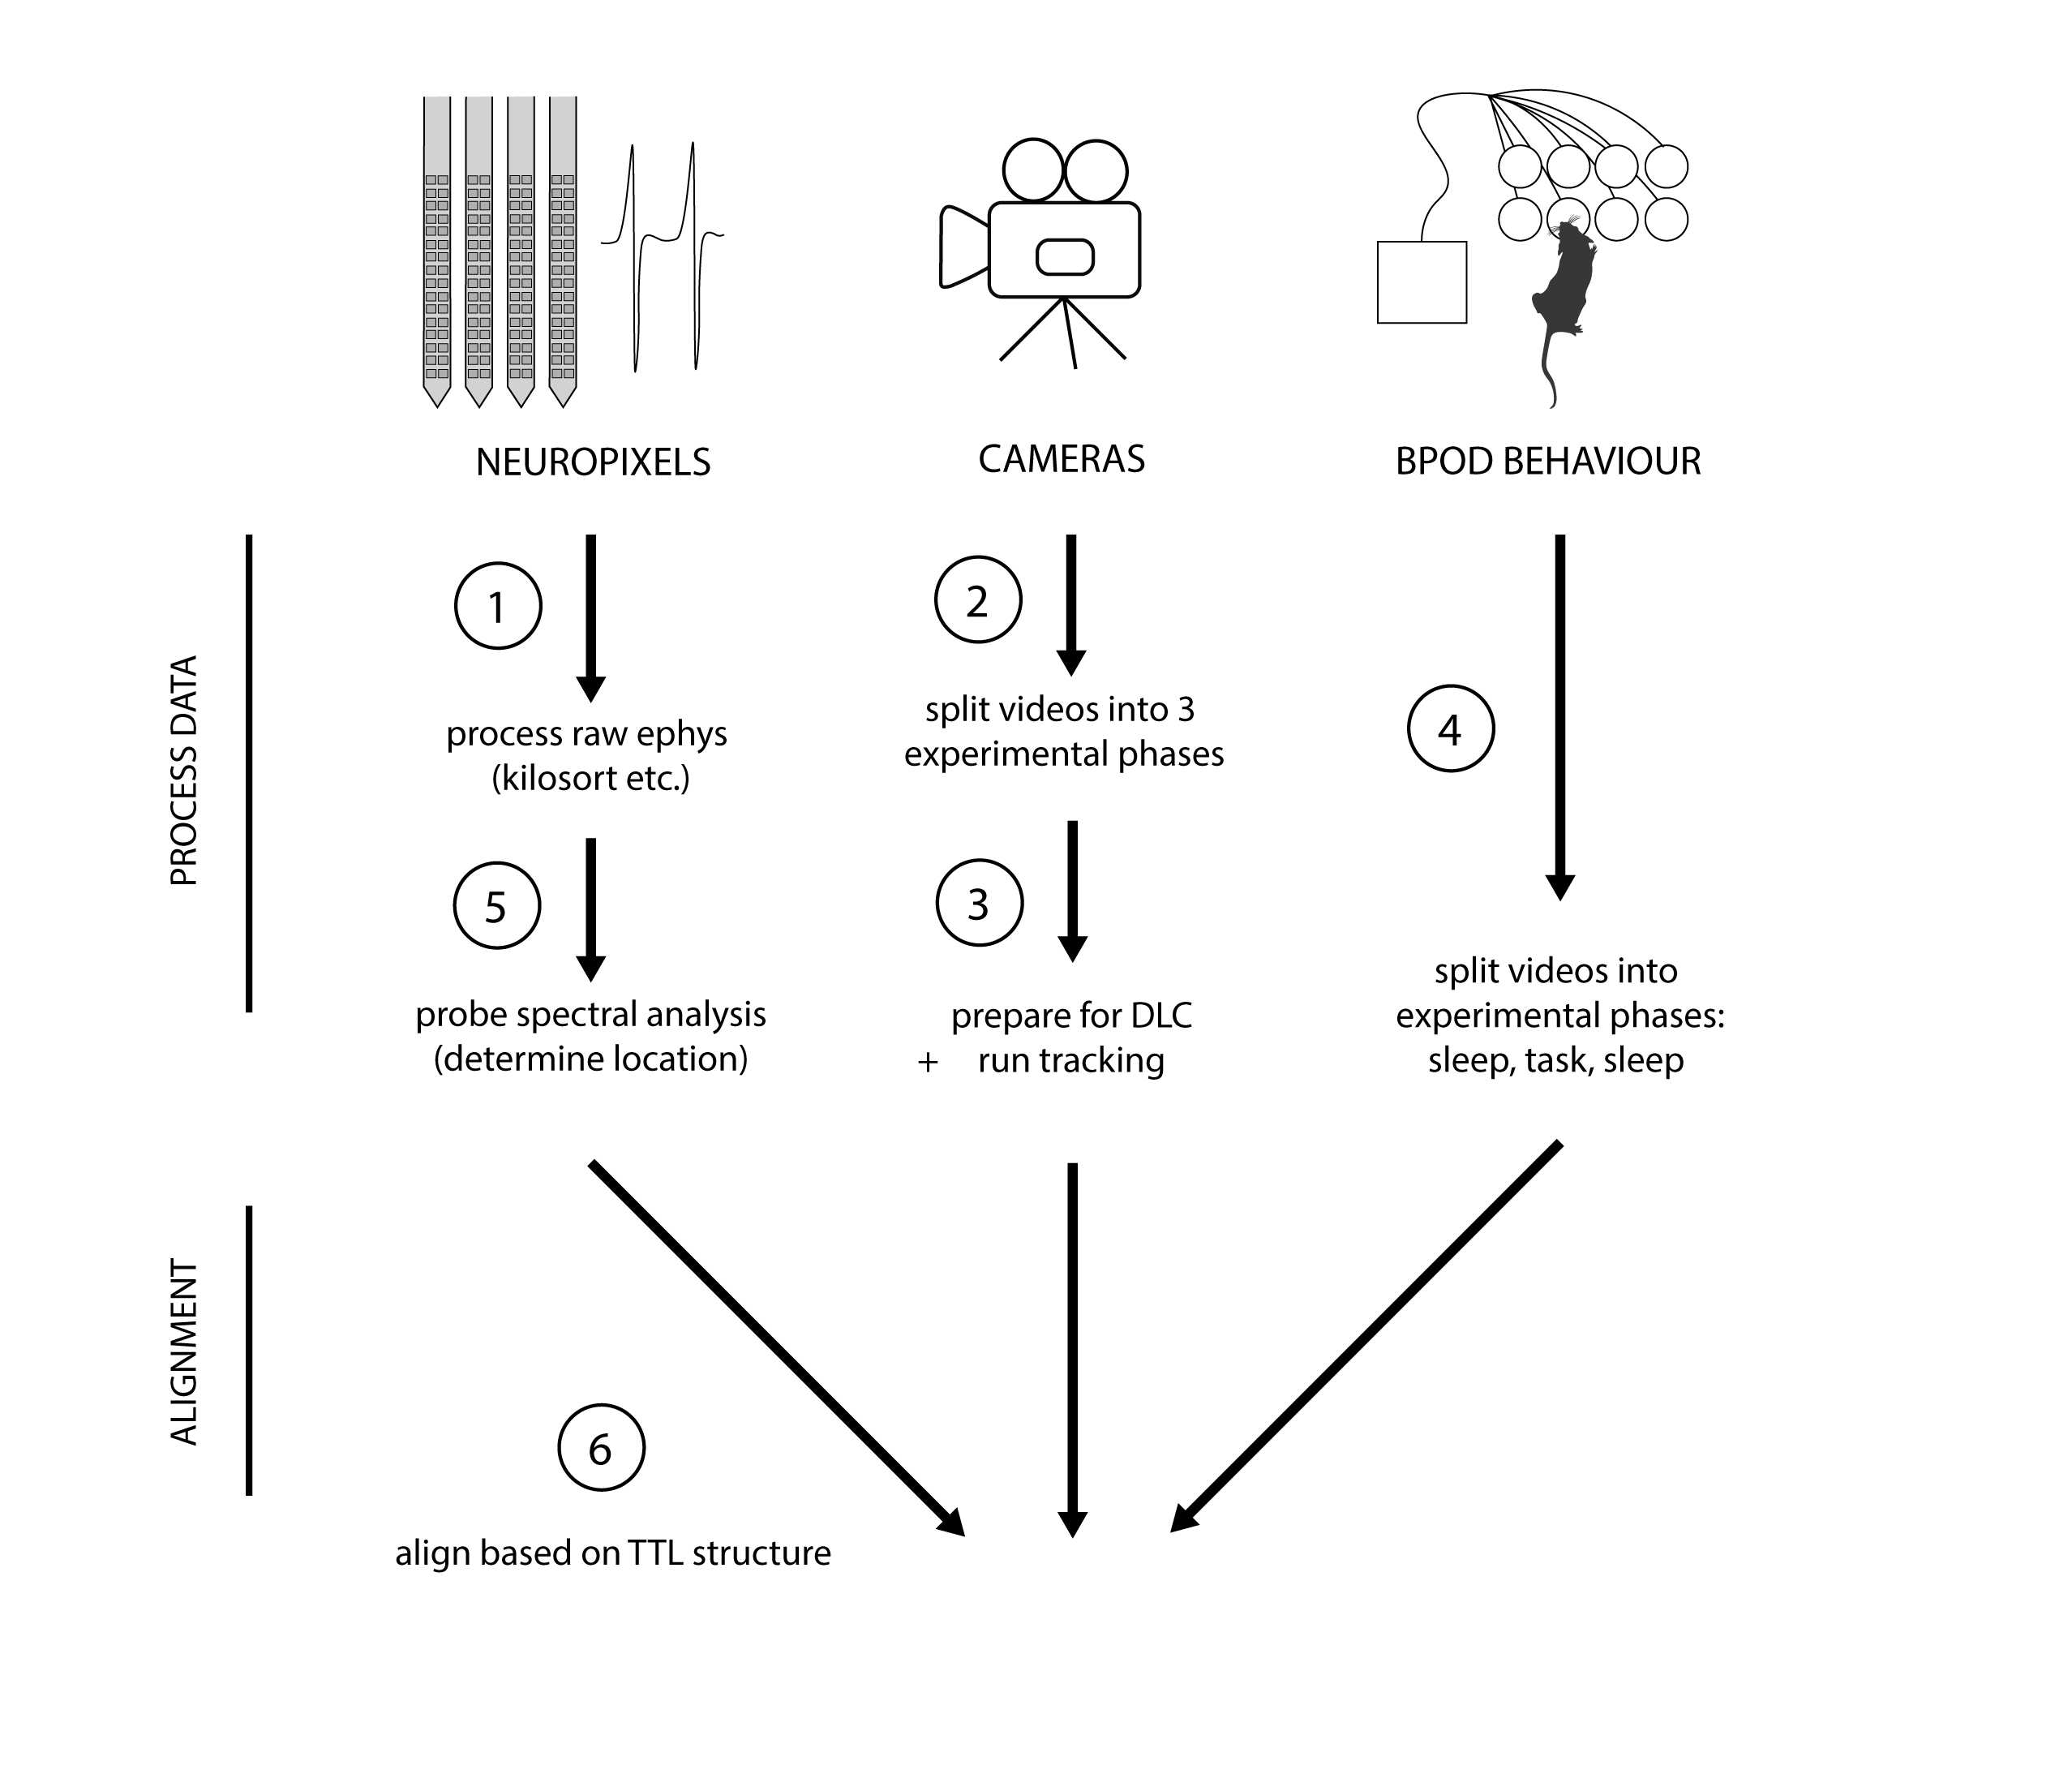 NEUROPIXELS
CAMERAS
BPOD BEHAVIOUR
PROCESS DATA
1
process raw ephys
(kilosort etc.)
5
probe spectral analysis
(determine location)
2
split videos into 3
experimental phases
3
prepare for DLC
+ run tracking
4
split videos into
experimental phases:
sleep, task, sleep
ALIGNMENT
6
align based on TTL structure